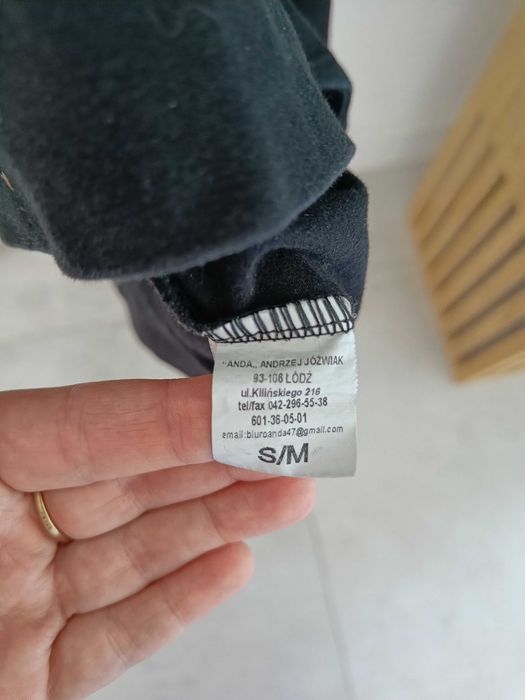 "ANDA,, ANDRZEJ JÓŹWIAK
93-106 ŁÓDŹ
ul.Kilińskiego 216
tel/fax 042-296-55-38
601-36-05-01
email:biuroanda47@gmail.com
S/M